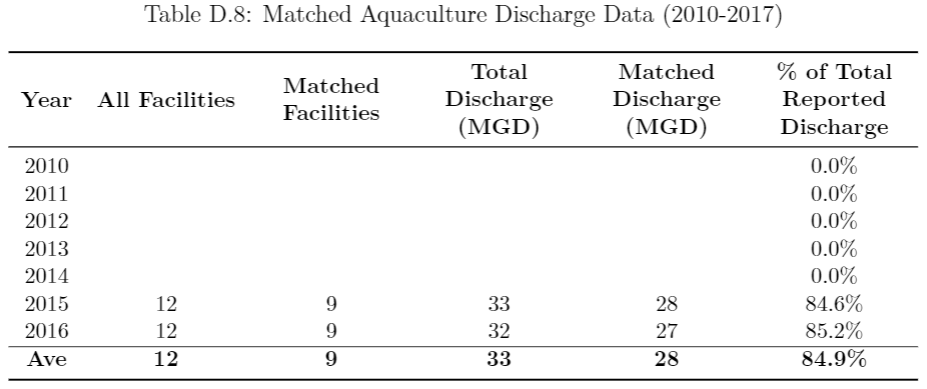 Table D.8: Matched Aquaculture Discharge Data (2010-2017)
Year All Facilities Matched Facilities Total Discharge (MGD) Matched Discharge (MGD) % of Total Reported Discharge
2010 0.0%
2011 0.0%
2012 0.0%
2013 0.0%
2014 0.0%
2015 12 9 33 28 84.6%
2016 12 9 32 27 85.2%
Ave 12 9 33 28 84.9%